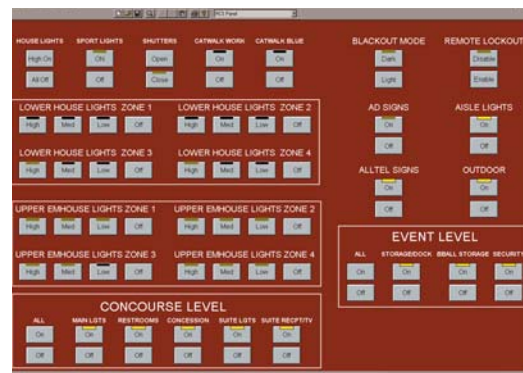 HOUSE LIGHTS SPORT LIGHTS SHUTTERS CATWALK WORK CATWALK BLUE
High On ON Open On On
All Off Off Close Off Off
BLACKOUT MODE REMOTE LOCKOUT
Dark Disable
Light Enable
LOWER HOUSE LIGHTS ZONE 1 LOWER HOUSE LIGHTS ZONE 2
High Med Low Off High Med Low Off
LOWER HOUSE LIGHTS ZONE 3 LOWER HOUSE LIGHTS ZONE 4
High Med Low Off High Med Low Off
AD SIGNS AISLE LIGHTS
On On
Off Off
ALLTEL SIGNS OUTDOOR
On On
Off Off
UPPER EMHOUSE LIGHTS ZONE 1 UPPER EMHOUSE LIGHTS ZONE 2
High Med Low Off High Med Low Off
UPPER EMHOUSE LIGHTS ZONE 3 UPPER EMHOUSE LIGHTS ZONE 4
High Med Low Off High Med Low Off
EVENT LEVEL
ALL STORAGE/DOCK BBALL STORAGE SECURITY
On On On On
Off Off Off Off
CONCOURSE LEVEL
ALL MAIN LGTS RESTROOMS CONCESSION SUITE LGTS SUITE RECPT/TV
On On On On On On
Off Off Off Off Off Off